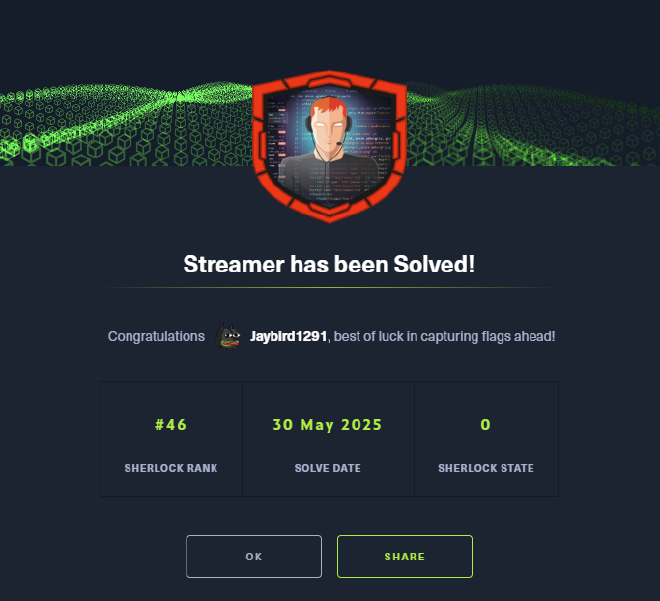 Streamer has been Solved!
Congratulations Jaybird1291, best of luck in capturing flags ahead!
#46 30 May 2025 0
SHERLOCK RANK SOLVE DATE SHERLOCK STATE
OK SHARE